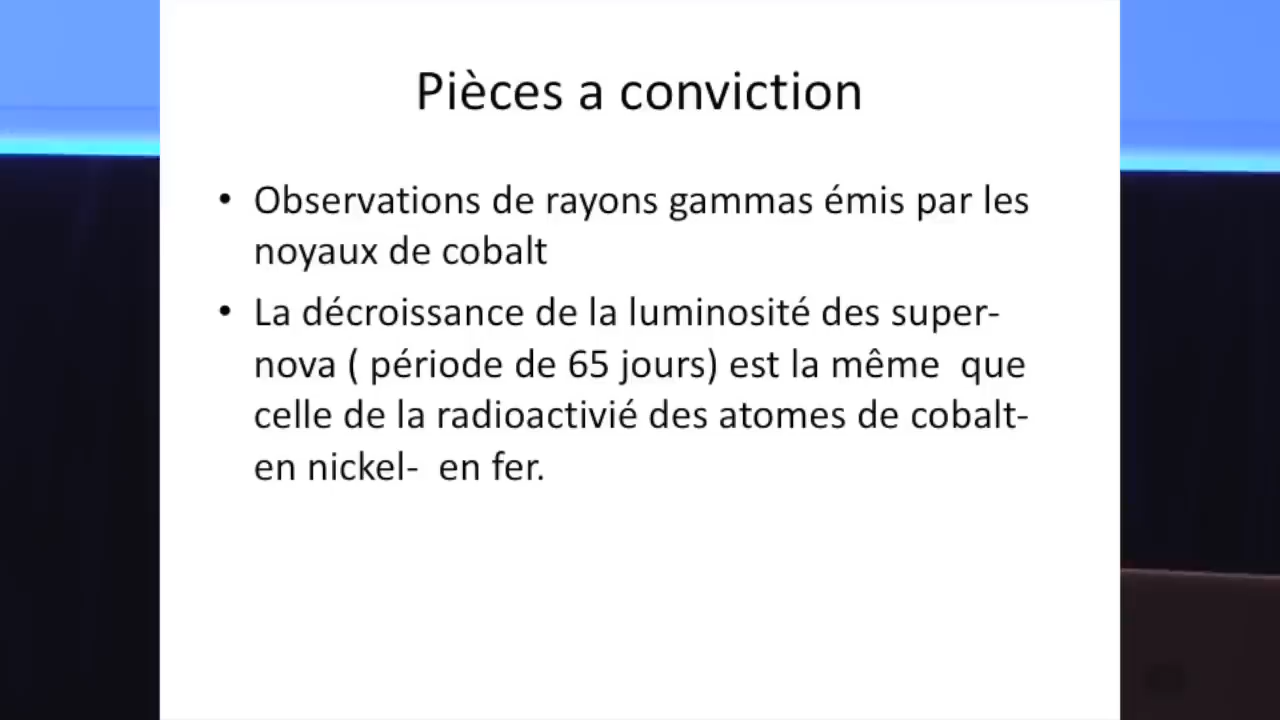 Pièces a conviction
• Observations de rayons gammas émis par les
noyaux de cobalt
• La décroissance de la luminosité des super-
nova ( période de 65 jours) est la même  que
celle de la radioactivié des atomes de cobalt-
en nickel-  en fer.